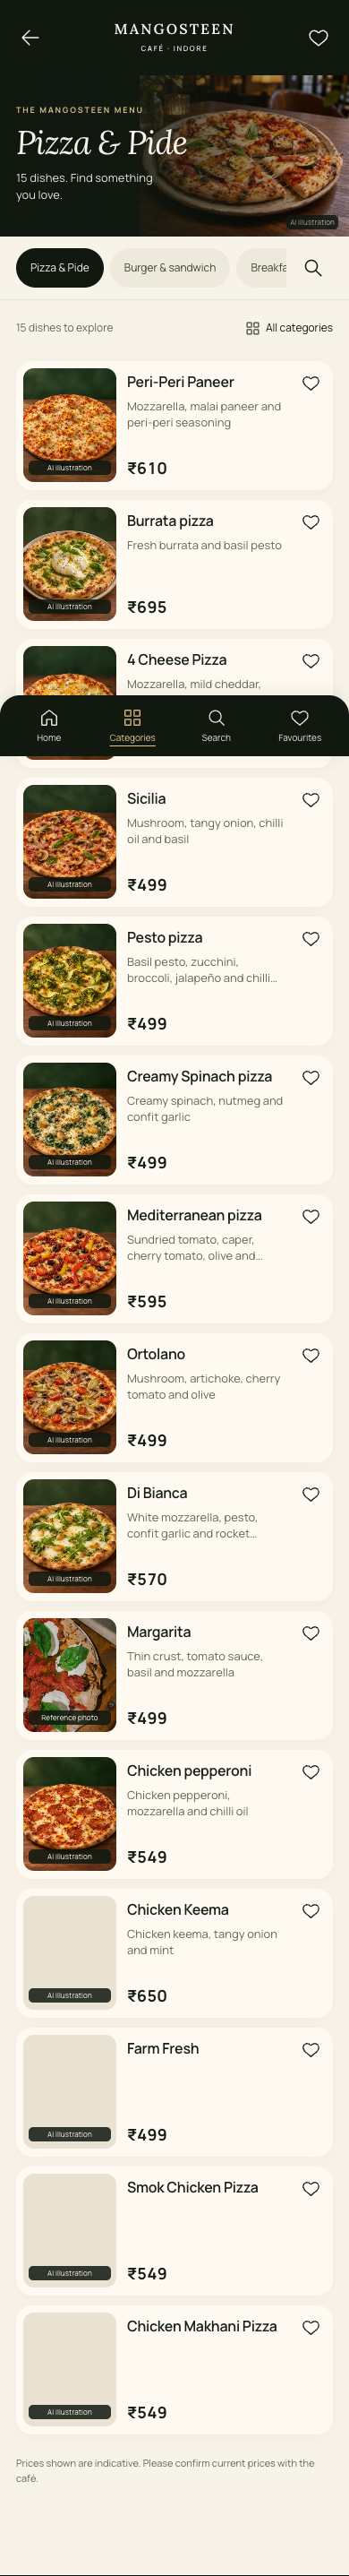 MANGOSTEEN
CAFÉ · INDORE
THE MANGOSTEEN MENU
Pizza & Pide
15 dishes. Find something
you love.
AI illustration
Pizza & Pide
Burger & sandwich
Breakfa
15 dishes to explore
All categories
Peri-Peri Paneer
Mozzarella, malai paneer and
peri-peri seasoning
AI illustration
₹610
Burrata pizza
Fresh burrata and basil pesto
AI illustration
₹695
4 Cheese Pizza
Mozzarella, mild cheddar,
Home
Categories
Search
Favourites
Sicilia
Mushroom, tangy onion, chilli
oil and basil
AI illustration
₹499
Pesto pizza
Basil pesto, zucchini,
broccoli, jalapeño and chilli...
AI illustration
₹499
Creamy Spinach pizza
Creamy spinach, nutmeg and
confit garlic
AI illustration
₹499
Mediterranean pizza
Sundried tomato, caper,
cherry tomato, olive and...
AI illustration
₹595
Ortolano
Mushroom, artichoke, cherry
tomato and olive
AI illustration
₹499
Di Bianca
White mozzarella, pesto,
confit garlic and rocket...
AI illustration
₹570
Margarita
Thin crust, tomato sauce,
basil and mozzarella
Reference photo
₹499
Chicken pepperoni
Chicken pepperoni,
mozzarella and chilli oil
AI illustration
₹549
Chicken Keema
Chicken keema, tangy onion
and mint
AI illustration
₹650
Farm Fresh
AI illustration
₹499
Smok Chicken Pizza
AI illustration
₹549
Chicken Makhani Pizza
AI illustration
₹549
Prices shown are indicative. Please confirm current prices with the
café.